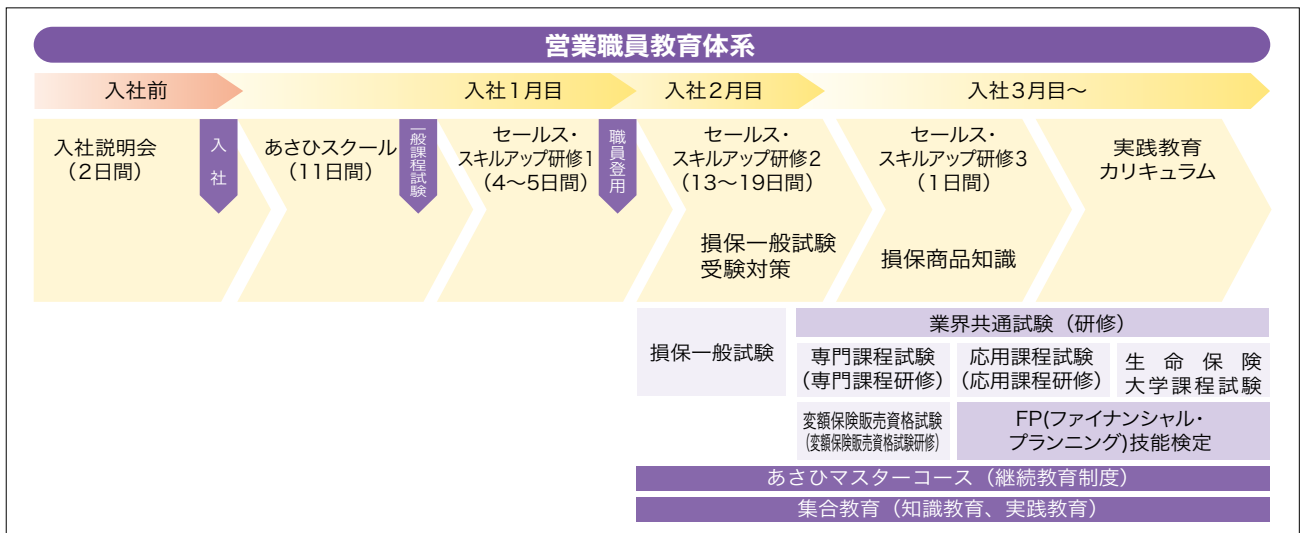 営業職員教育体系
入社前
入社1月目
入社2月目
入社3月目〜
入社説明会
（2日間）
入社
あさひスクール
（11日間）
一般課程試験
セールス・
スキルアップ研修1
（4〜5日間）
職員登用
セールス・
スキルアップ研修2
（13〜19日間）
損保一般試験
受験対策
セールス・
スキルアップ研修3
（1日間）
損保商品知識
実践教育
カリキュラム
損保一般試験
業界共通試験（研修）
専門課程試験
（専門課程研修）
応用課程試験
（応用課程研修）
生命保険
大学課程試験
変額保険販売資格試験
（変額保険販売資格試験研修）
FP(ファイナンシャル・
プランニング)技能検定
あさひマスターコース（継続教育制度）
集合教育（知識教育、実践教育）